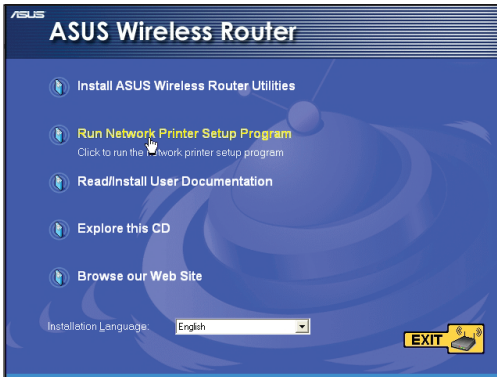 ASUS
ASUS Wireless Router
Install ASUS Wireless Router Utilities
Run Network Printer Setup Program
Click to run the network printer setup program
Read/Install User Documentation
Explore this CD
Browse our Web Site
Installation Language: English
EXIT